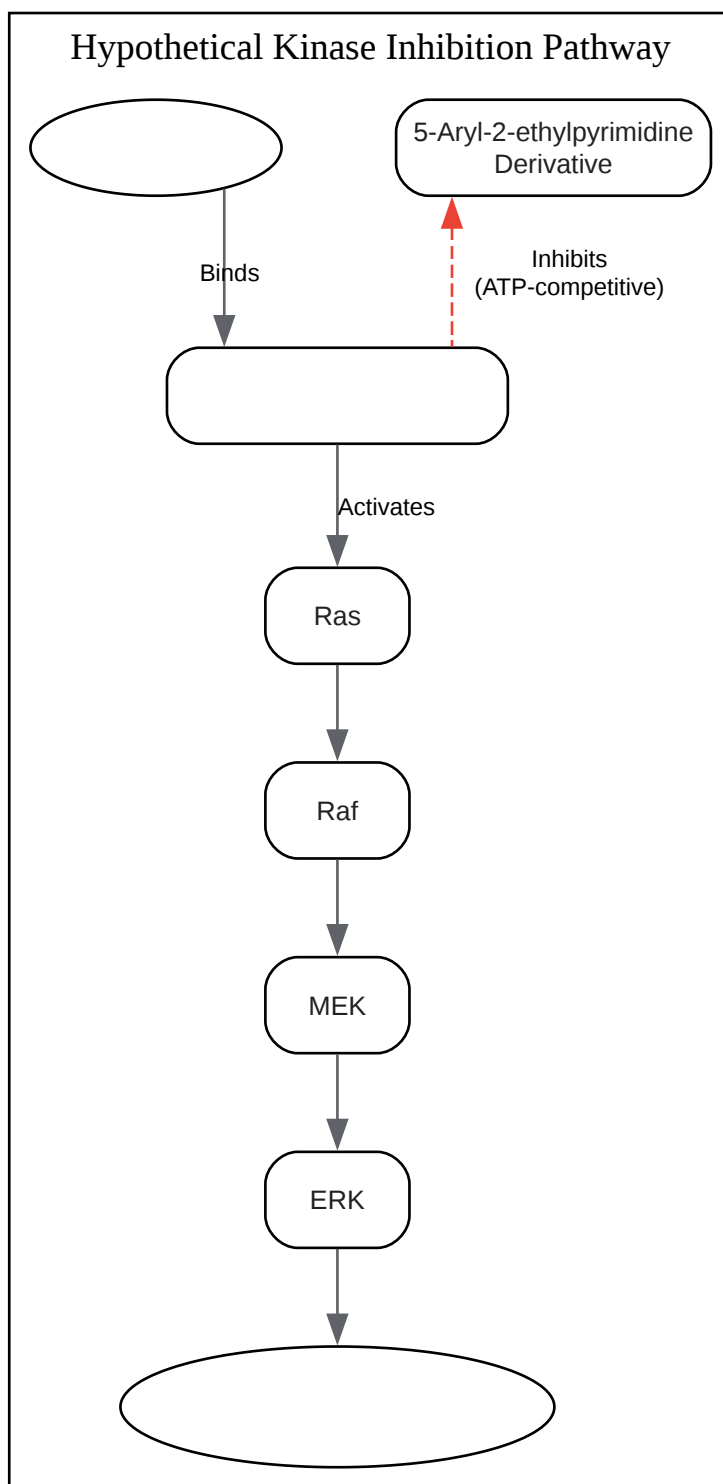 Hypothetical Kinase Inhibition Pathway
5-Aryl-2-ethylpyrimidine
Derivative
Binds
Inhibits
(ATP-competitive)
Activates
Ras
Raf
MEK
ERK